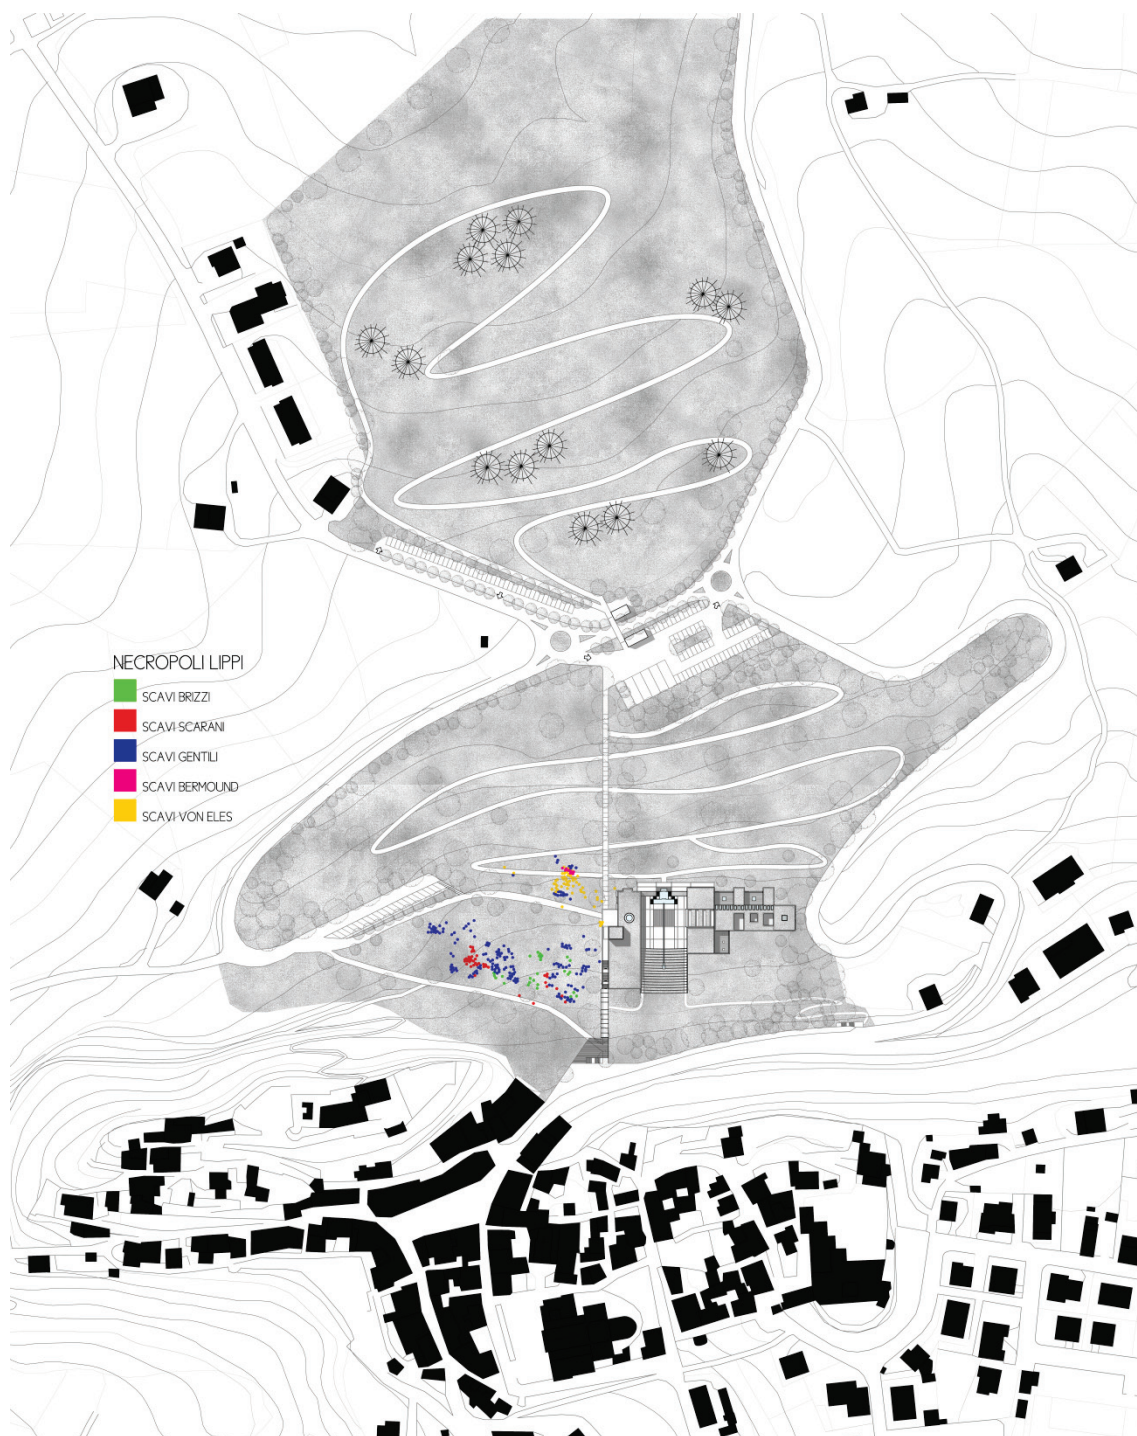 NECROPOLI LIPPI
SCAVI BRIZZI
SCAVI SCARANI
SCAVI GENTILI
SCAVI BERMOUND
SCAVI VON ELES